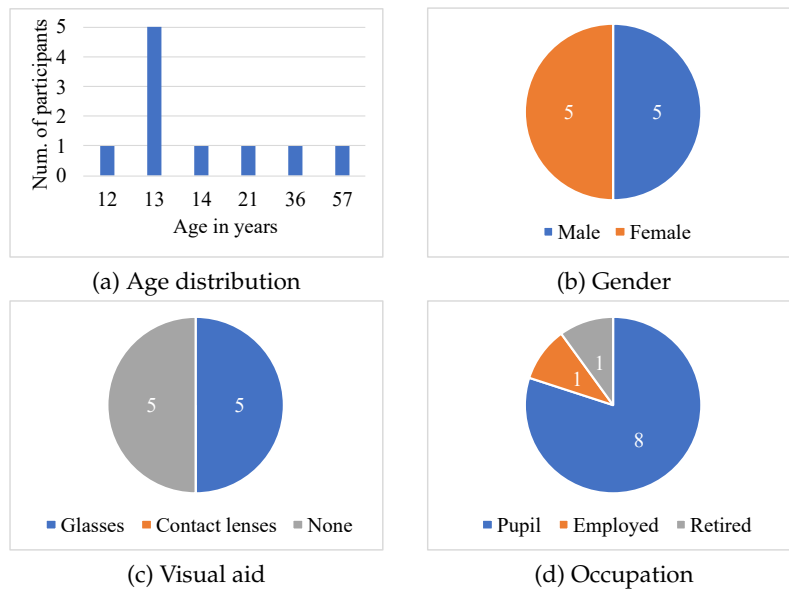 Num. of participants
5
4
3
2
1
0
12 13 14 21 36 57
Age in years
(a) Age distribution
5 5
Male Female
(b) Gender
5 5
Glasses Contact lenses None
(c) Visual aid
1
1
8
Pupil Employed Retired
(d) Occupation